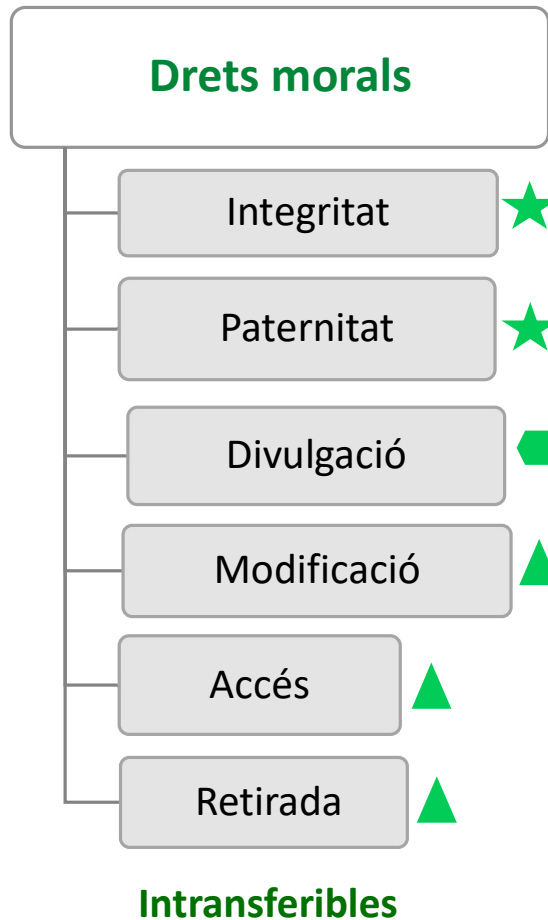 Drets morals
Integritat
Paternitat
Divulgació
Modificació
Accés
Retirada
Intransferibles